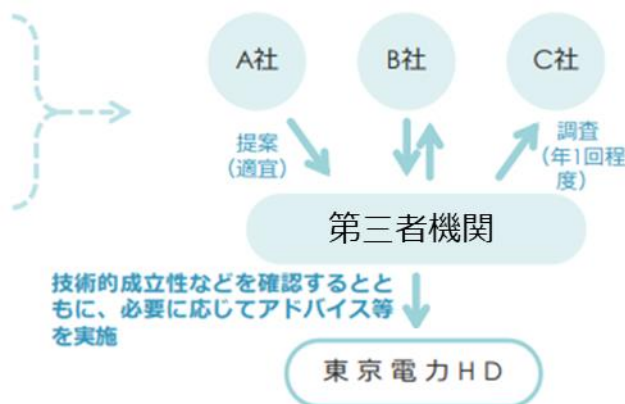 A社
B社
C社
提案
（適宜）
調査
（年1回程
度）
第三者機関
技術的成立性などを確認するとと
もに、必要に応じてアドバイス等
を実施
東京電力HD